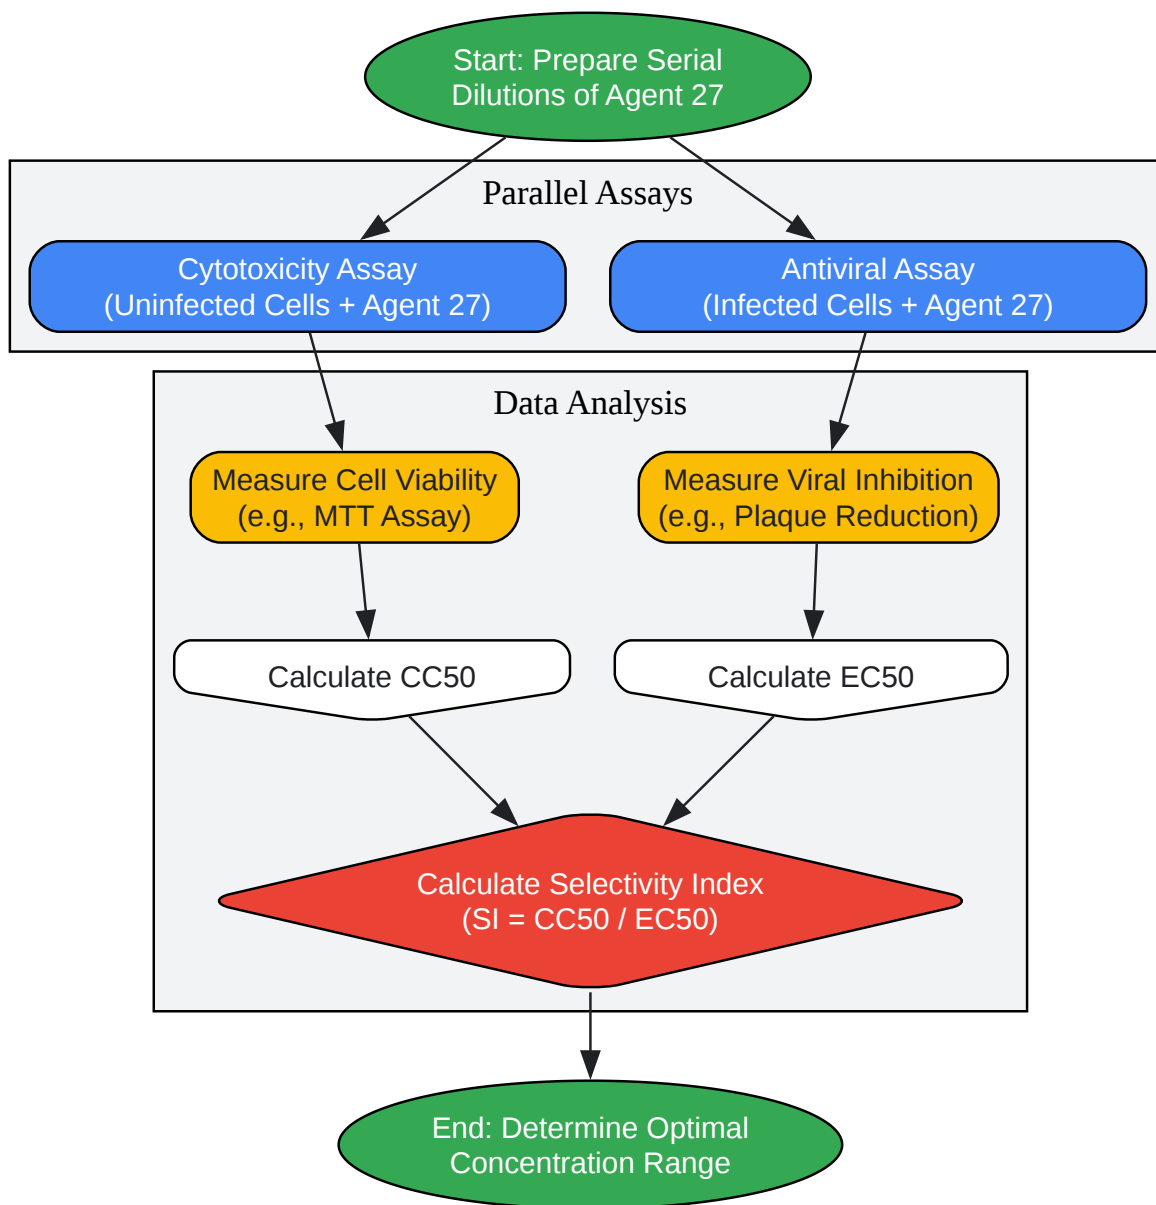 Start: Prepare Serial
Dilutions of Agent 27
Parallel Assays
Cytotoxicity Assay
(Uninfected Cells + Agent 27)
Antiviral Assay
(Infected Cells + Agent 27)
Data Analysis
Measure Cell Viability
(e.g., MTT Assay)
Measure Viral Inhibition
(e.g., Plaque Reduction)
Calculate CC50
Calculate EC50
Calculate Selectivity Index
(SI = CC50 / EC50)
End: Determine Optimal
Concentration Range